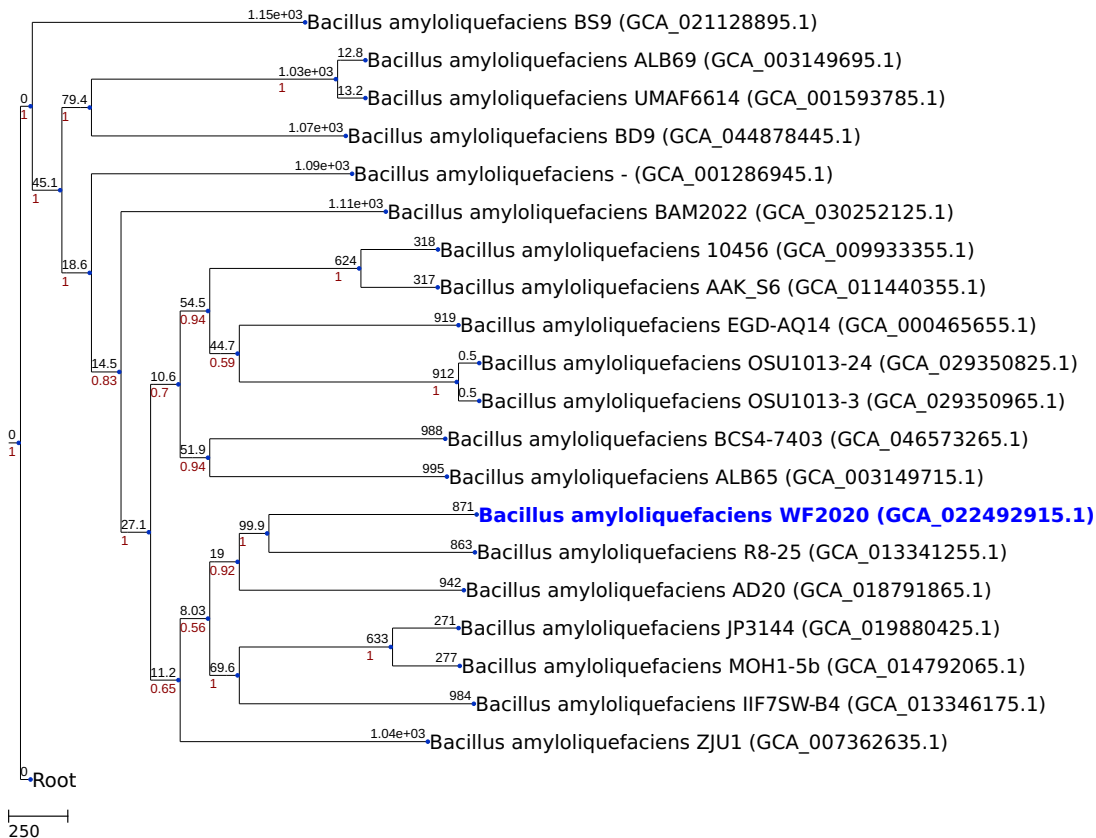 1.15e+03 Bacillus amyloliquefaciens BS9 (GCA_021128895.1)
12.8 Bacillus amyloliquefaciens ALB69 (GCA_003149695.1)
1.03e+03
1
13.2 Bacillus amyloliquefaciens UMAF6614 (GCA_001593785.1)
0
1
79.4
1
1.07e+03 Bacillus amyloliquefaciens BD9 (GCA_044878445.1)
1.09e+03 Bacillus amyloliquefaciens - (GCA_001286945.1)
45.1
1
1.11e+03 Bacillus amyloliquefaciens BAM2022 (GCA_030252125.1)
318 Bacillus amyloliquefaciens 10456 (GCA_009933355.1)
18.6
1
624
1
317 Bacillus amyloliquefaciens AAK_S6 (GCA_011440355.1)
54.5
0.94
919 Bacillus amyloliquefaciens EGD-AQ14 (GCA_000465655.1)
44.7
0.59
0.5 Bacillus amyloliquefaciens OSU1013-24 (GCA_029350825.1)
14.5
0.83
10.6
0.7
912
1
0.5 Bacillus amyloliquefaciens OSU1013-3 (GCA_029350965.1)
0
1
988 Bacillus amyloliquefaciens BCS4-7403 (GCA_046573265.1)
51.9
0.94
995 Bacillus amyloliquefaciens ALB65 (GCA_003149715.1)
871 Bacillus amyloliquefaciens WF2020 (GCA_022492915.1)
27.1
1
99.9
1
863 Bacillus amyloliquefaciens R8-25 (GCA_013341255.1)
19
0.92
942 Bacillus amyloliquefaciens AD20 (GCA_018791865.1)
8.03
0.56
271 Bacillus amyloliquefaciens JP3144 (GCA_019880425.1)
633
1
277 Bacillus amyloliquefaciens MOH1-5b (GCA_014792065.1)
11.2
0.65
69.6
1
984 Bacillus amyloliquefaciens IIF7SW-B4 (GCA_013346175.1)
1.04e+03 Bacillus amyloliquefaciens ZJU1 (GCA_007362635.1)
0 Root
250